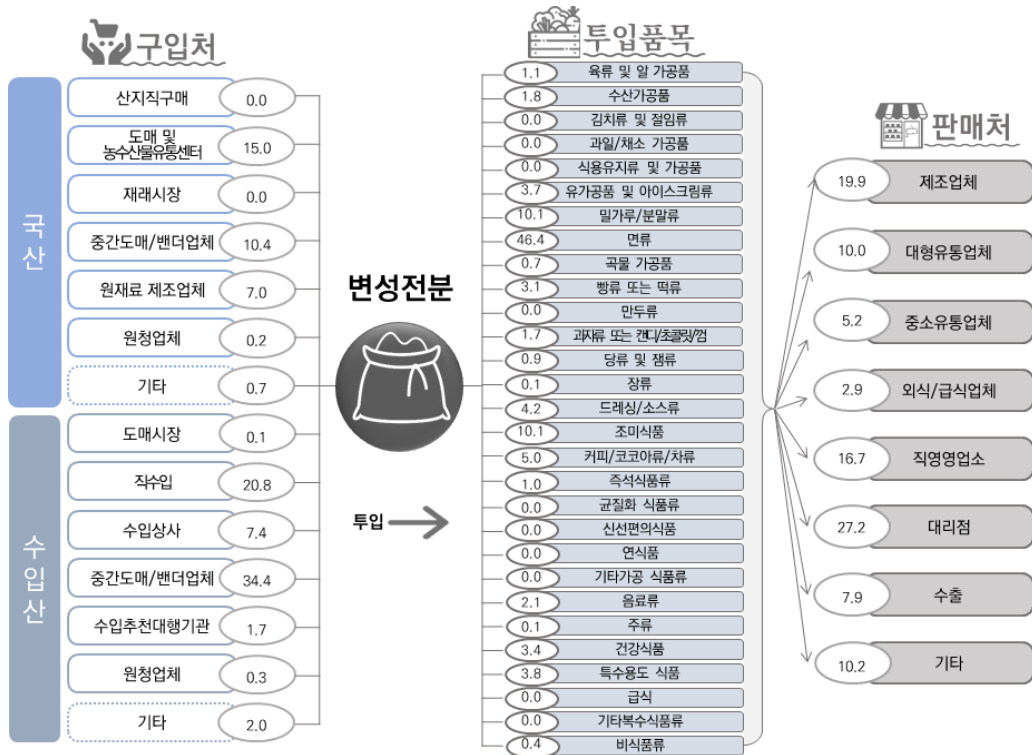 구입처
국산
산지직구매 0.0
도매 및
농수산물유통센터 15.0
재래시장 0.0
중간도매/밴더업체 10.4
원재료 제조업체 7.0
원청업체 0.2
기타 0.7
수입산
도매시장 0.1
직수입 20.8
수입상사 7.4
중간도매/밴더업체 34.4
수입추천대행기관 1.7
원청업체 0.3
기타 2.0
변성전분
투입
투입품목
1.1 육류 및 알 가공품
1.8 수산가공품
0.0 김치류 및 절임류
0.0 과일/채소 가공품
0.0 식용유지류 및 가공품
3.7 유가공품 및 아이스크림류
10.1 밀가루/분말류
46.4 면류
0.7 곡물 가공품
3.1 빵류 또는 떡류
0.0 만두류
1.7 과자류 또는 캔디/초콜릿/껌
0.9 당류 및 잼류
0.1 장류
4.2 드레싱/소스류
10.1 조미식품
5.0 커피/코코아류/차류
1.0 즉석식품류
0.0 균질화 식품류
0.0 신선편의식품
0.0 연식품
0.0 기타가공 식품류
2.1 음료류
0.1 주류
3.4 건강식품
3.8 특수용도 식품
0.0 급식
0.0 기타복수식품류
0.4 비식품류
판매처
19.9 제조업체
10.0 대형유통업체
5.2 중소유통업체
2.9 외식/급식업체
16.7 직영영업소
27.2 대리점
7.9 수출
10.2 기타